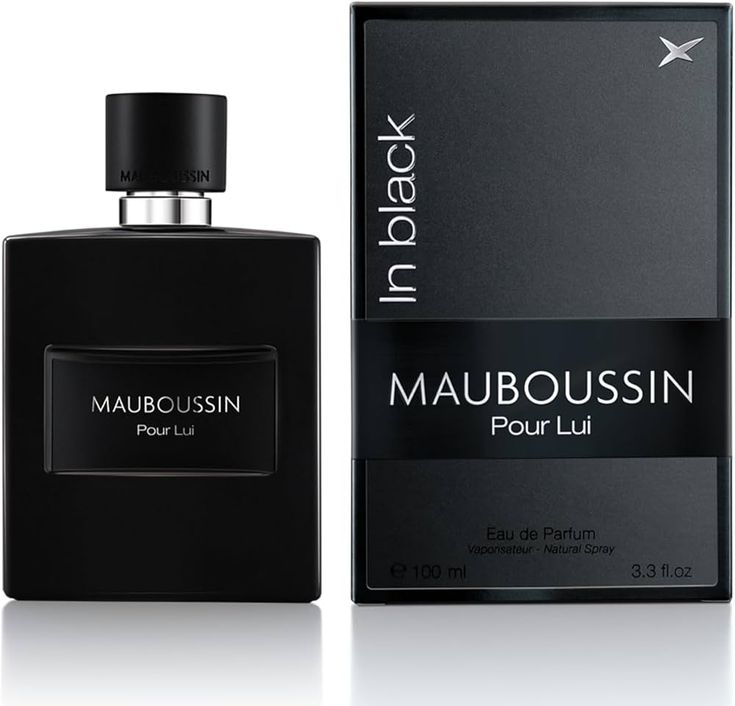 MAUBOUSSIN
MAUBOUSSIN
Pour Lui
In black
MAUBOUSSIN
Pour Lui
Eau de Parfum
Vaporisateur - Natural Spray
e 100 ml 3.3 fl.oz